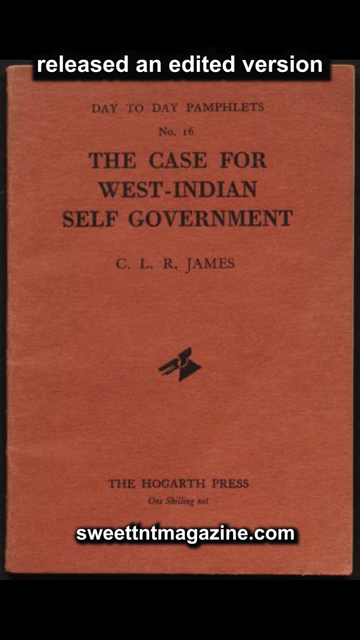 released an edited version
DAY TO DAY PAMPHLETS
No. 16
THE CASE FOR
WEST-INDIAN
SELF GOVERNMENT
C. L. R. JAMES
THE HOGARTH PRESS
One Shilling net
sweettntmagazine.com